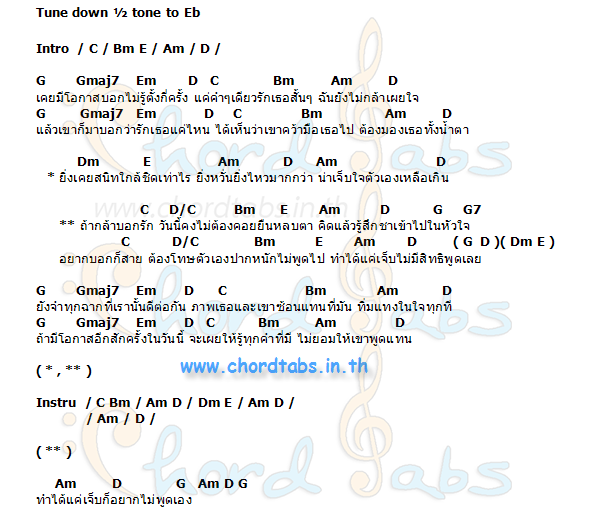 Tune down ½ tone to Eb
Intro / C / Bm E / Am / D /
G Gmaj7 Em D C Bm Am D
เคยมีโอกาสบอกไม่รู้ตั้งกี่ครั้ง แค่คำๆเดียวรักเธอสั้นๆ ฉันยังไม่กล้าเผยใจ
G Gmaj7 Em D C Bm Am D
แล้วเขาก็มาบอกว่ารักเธอแค่ไหน ได้เห็นว่าเขาคว้ามือเธอไป ต้องมองเธอทั้งน้ำตา
Dm E Am D Am D
* ยิ่งเคยสนิทใกล้ชิดเท่าไร ยิ่งหวั่นยิ่งไหวมากกว่า น่าเจ็บใจตัวเองเหลือเกิน
www.chordtabs.in.th
C D/C Bm E Am D G G7
** ถ้ากล้าบอกรัก วันนี้คงไม่ต้องคอยยืนหลบตา คิดแล้วรู้สึกชาเข้าไปในหัวใจ
C D/C Bm E Am D ( G D )( Dm E )
อยากบอกก็สาย ต้องโทษตัวเองปากหนักไม่พูดไป ทำได้แค่เจ็บไม่มีสิทธิพูดเลย
G Gmaj7 Em D C Bm Am D
ยังจำทุกฉากที่เรานั้นดีต่อกัน ภาพเธอและเขาซ้อนแทนที่มัน ทิ่มแทงในใจทุกที
G Gmaj7 Em D C Bm Am D
ถ้ามีโอกาสอีกสักครั้งในวันนี้ จะเผยให้รู้ทุกคำที่มี ไม่ยอมให้เขาพูดแทน
( * , ** )
www.chordtabs.in.th
Instru / C Bm / Am D / Dm E / Am D /
/ Am / D /
( ** )
Chord Tabs
Am D G Am D G
ทำได้แค่เจ็บก็อยากไม่พูดเอง